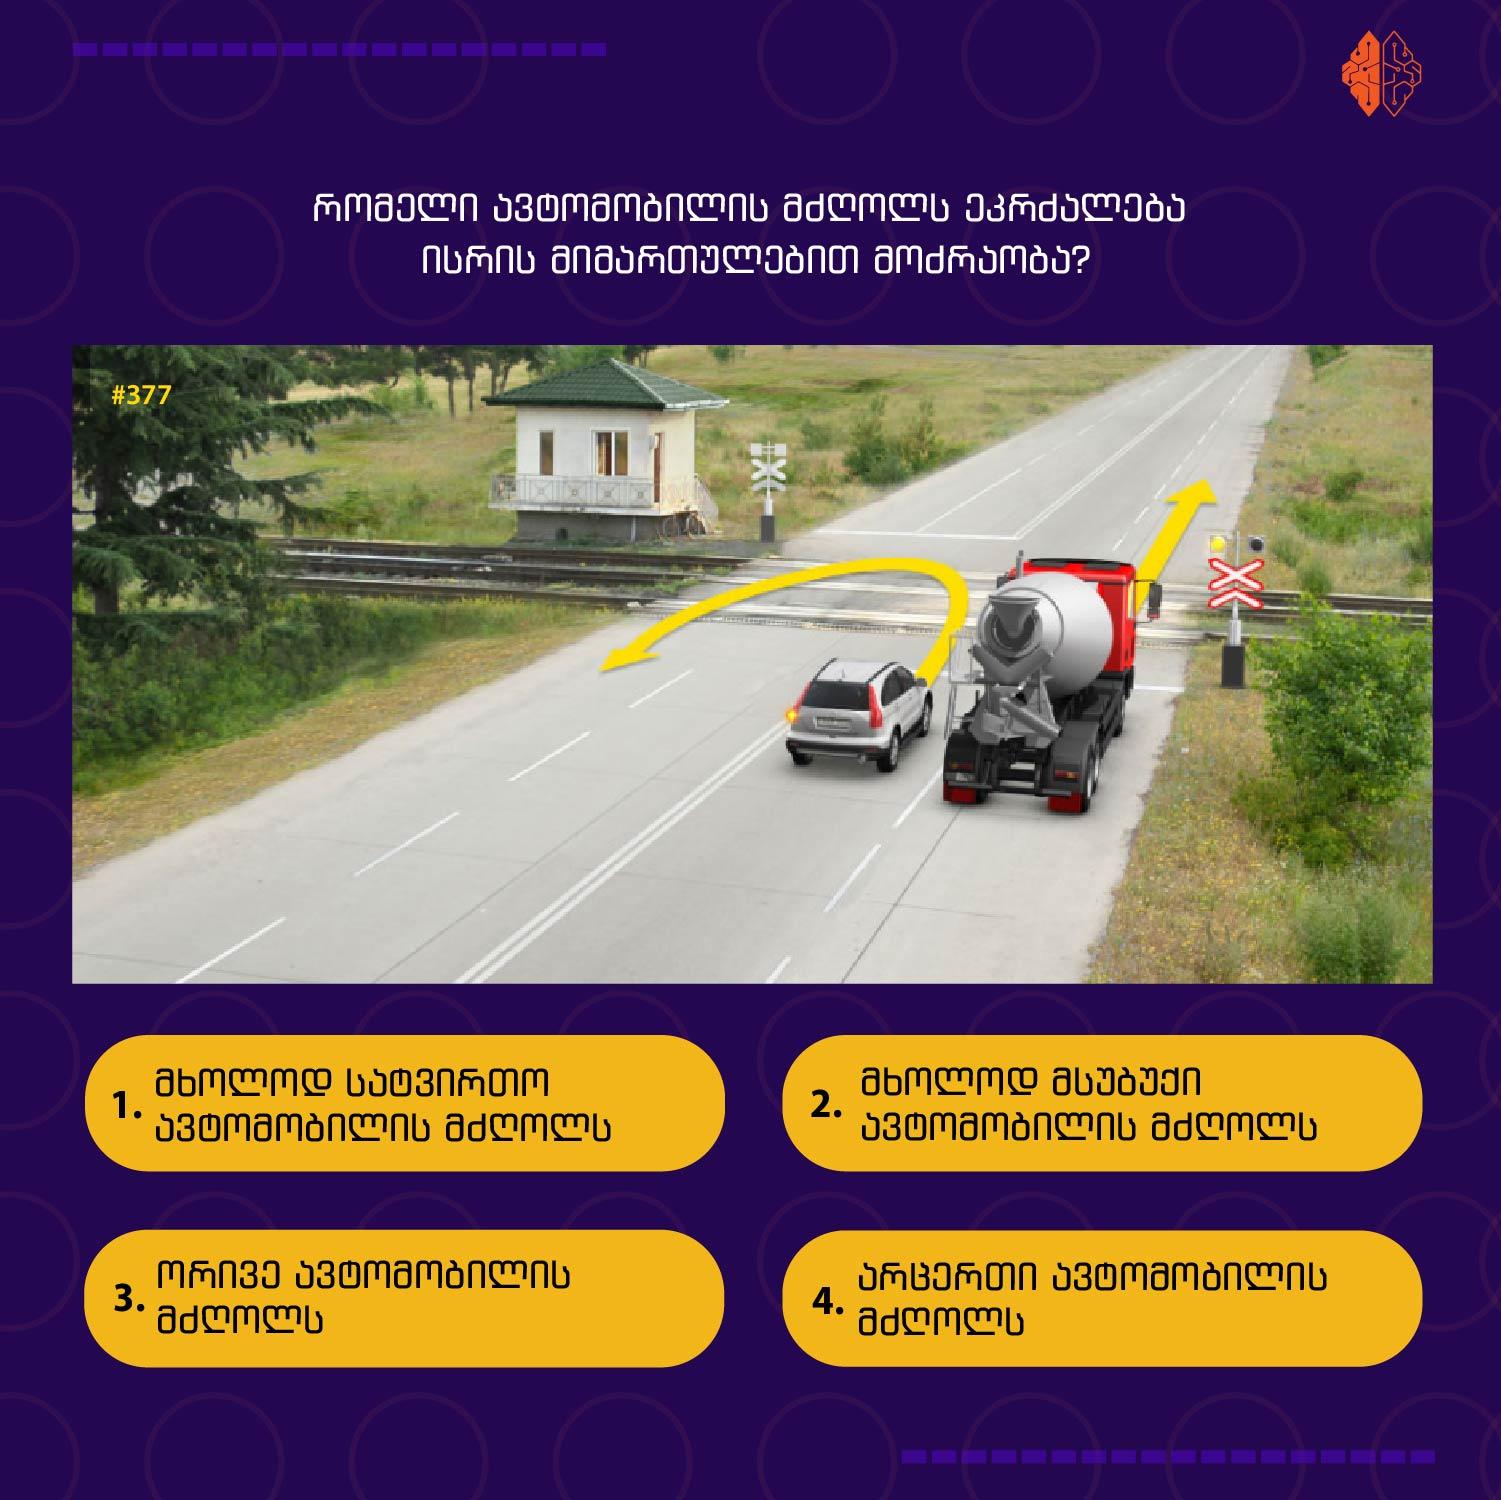 რომელი ავტომობილის მძღოლს ეკრძალება
ისრის მიმართულებით მოძრაობა?
#377
1. მხოლოდ სატვირთო
ავტომობილის მძღოლს
2. მხოლოდ მსუბუქი
ავტომობილის მძღოლს
3. ორივე ავტომობილის
მძღოლს
4. არცერთი ავტომობილის
მძღოლს